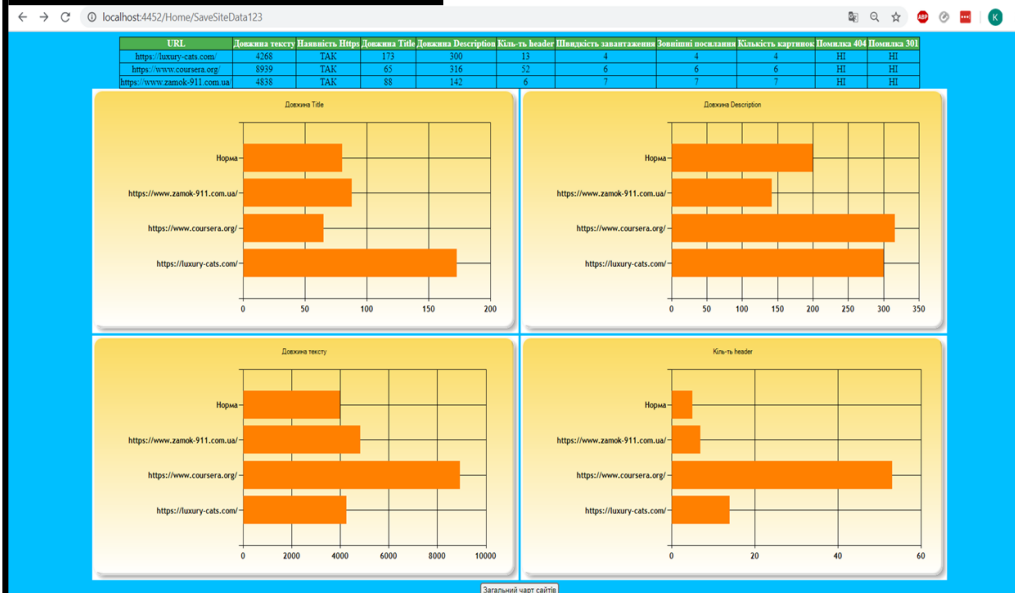 localhost:4452/Home/SaveSiteData123
ABP
K
URL Довжина тексту Наявність Https Довжина Title Довжина Description Кіль-ть header Швидкість завантаження Зовнішні посилання Кількість картинок Помилка 404 Помилка 301
https://luxury-cats.com/ 4268 ТАК 173 300 13 4 4 4 НІ НІ
https://www.coursera.org/ 8939 ТАК 65 316 52 6 6 6 НІ НІ
https://www.zamok-911.com.ua/ 4838 ТАК 88 142 6 7 7 7 НІ НІ
Довжина Title
Норма
https://www.zamok-911.com.ua/
https://www.coursera.org/
https://luxury-cats.com/
0 50 100 150 200
Довжина Description
Норма
https://www.zamok-911.com.ua/
https://www.coursera.org/
https://luxury-cats.com/
0 50 100 150 200 250 300 350
Довжина тексту
Норма
https://www.zamok-911.com.ua/
https://www.coursera.org/
https://luxury-cats.com/
0 2000 4000 6000 8000 10000
Кіль-ть header
Норма
https://www.zamok-911.com.ua/
https://www.coursera.org/
https://luxury-cats.com/
0 20 40 60
Загальний чарт сайтів